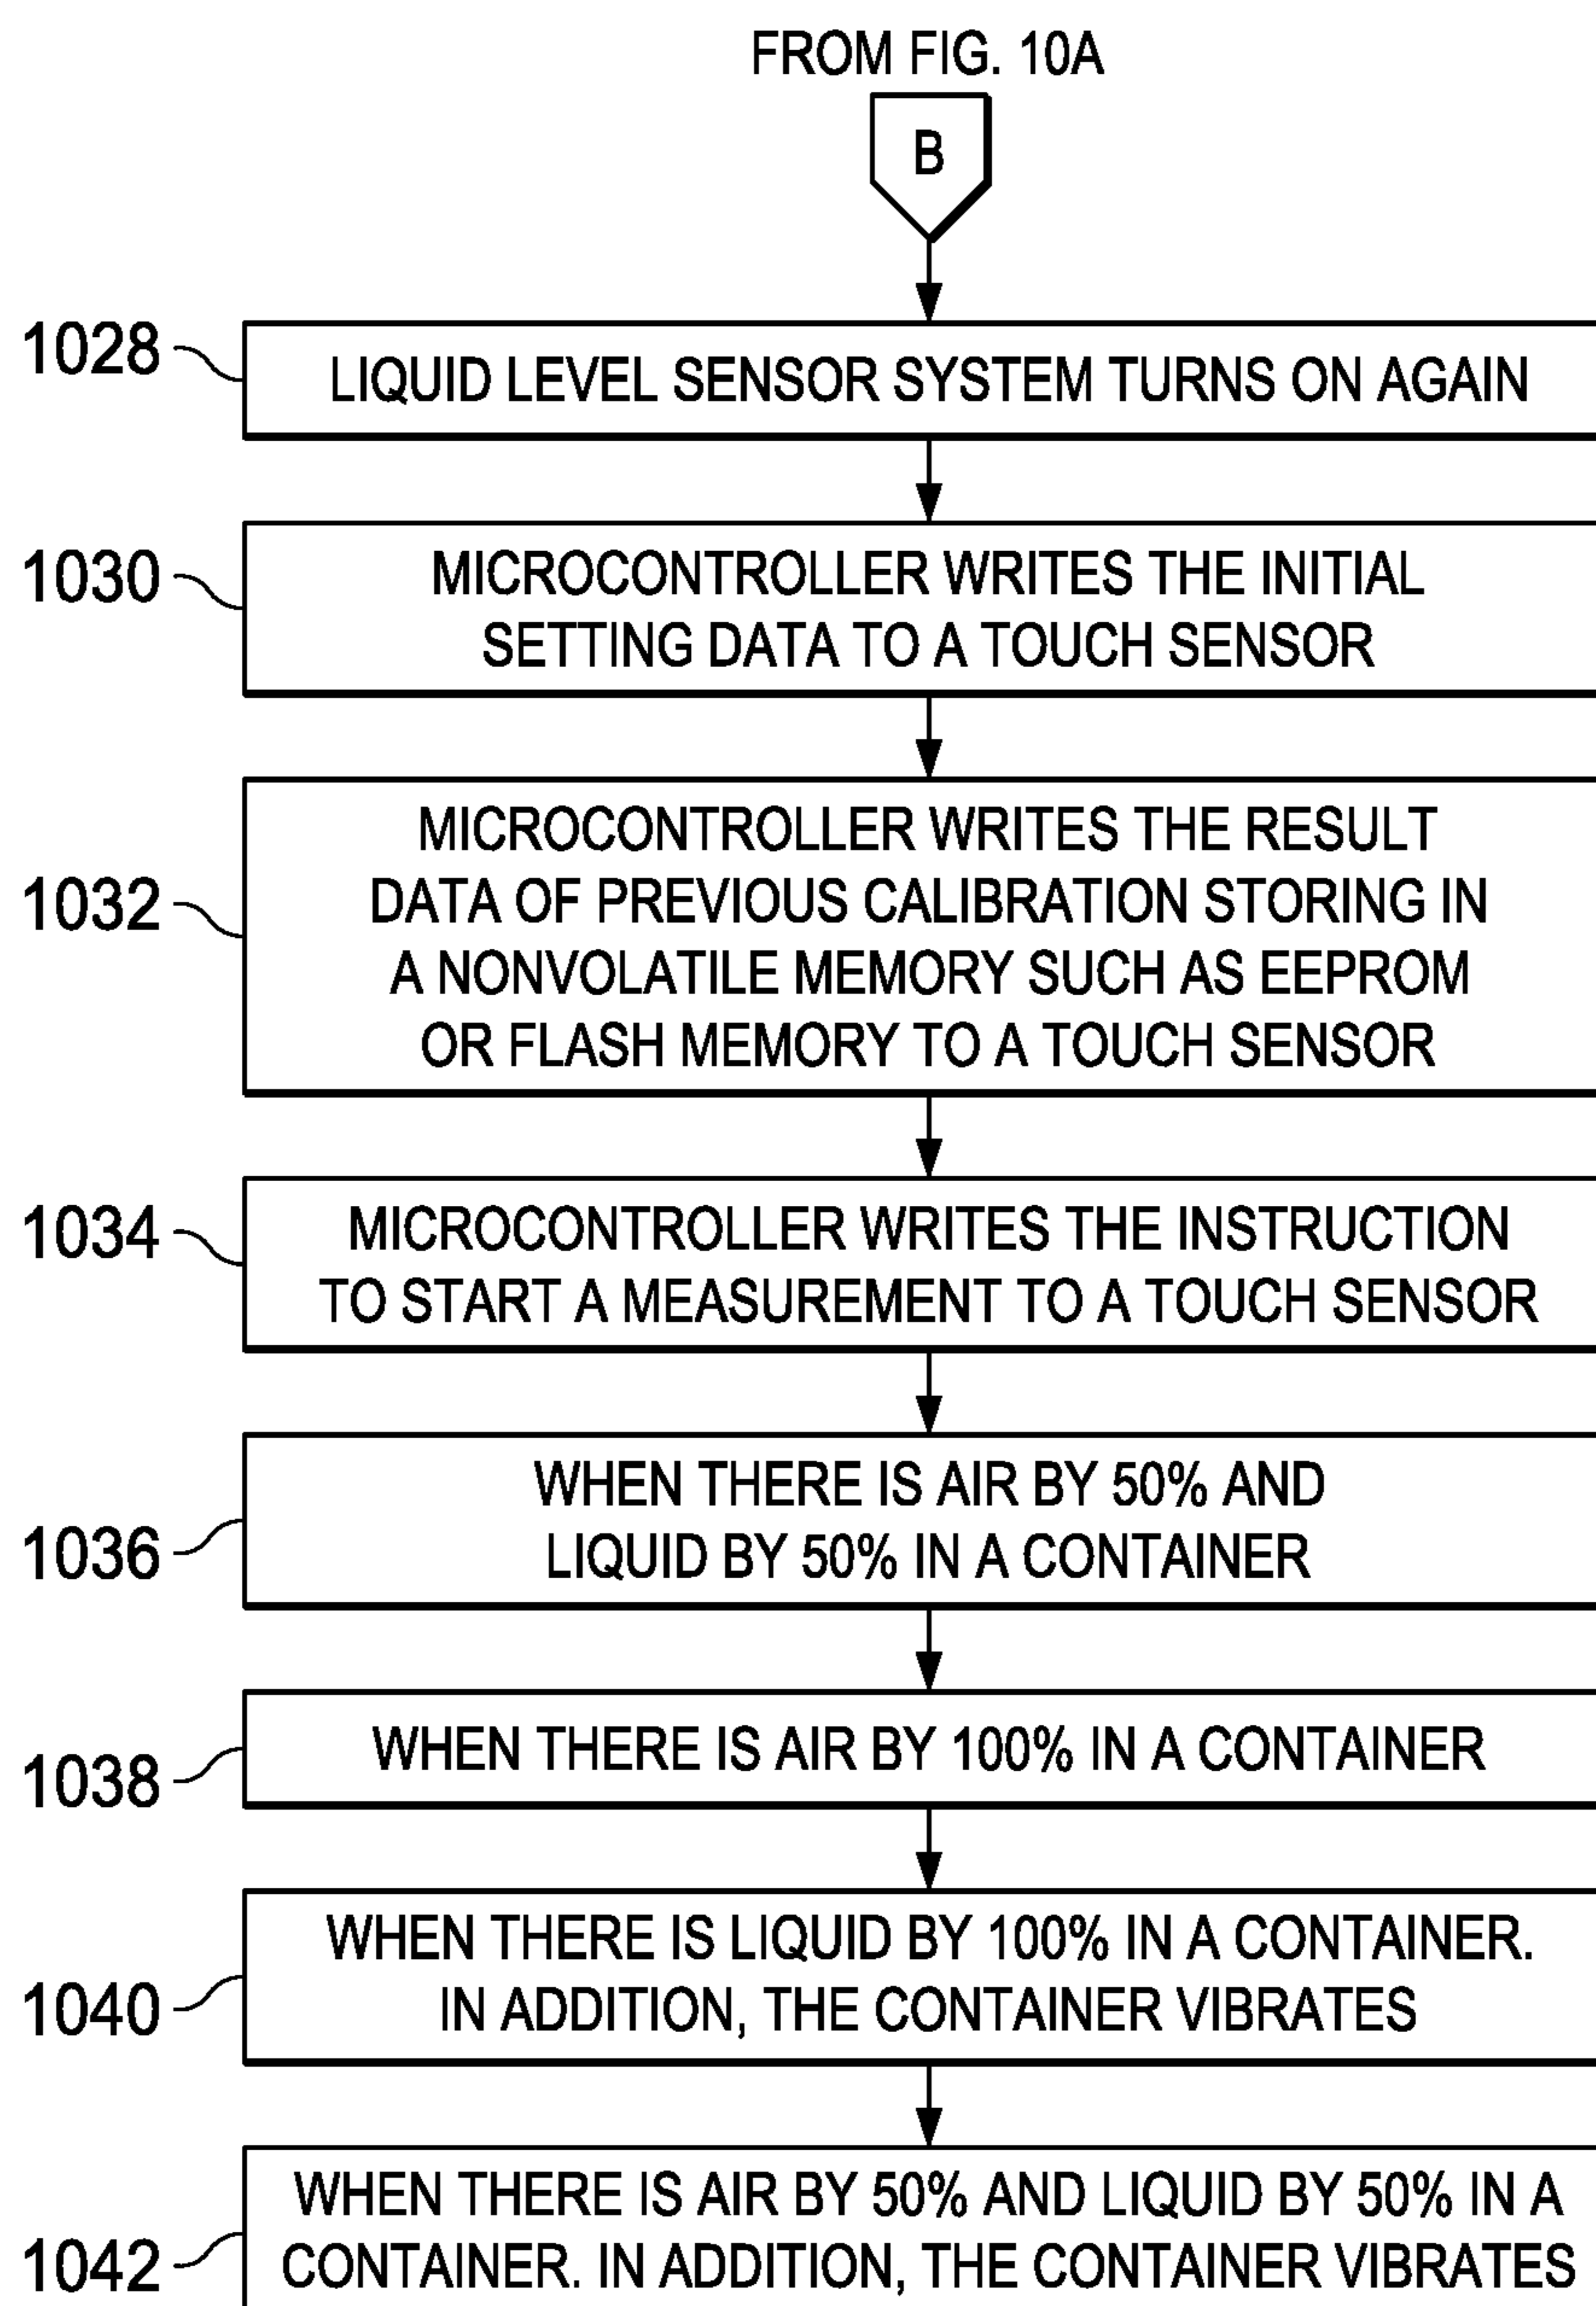 FROM FIG. 10A
B
1028
LIQUID LEVEL SENSOR SYSTEM TURNS ON AGAIN
1030
MICROCONTROLLER WRITES THE INITIAL
SETTING DATA TO A TOUCH SENSOR
1032
MICROCONTROLLER WRITES THE RESULT
DATA OF PREVIOUS CALIBRATION STORING IN
A NONVOLATILE MEMORY SUCH AS EEPROM
OR FLASH MEMORY TO A TOUCH SENSOR
1034
MICROCONTROLLER WRITES THE INSTRUCTION
TO START A MEASUREMENT TO A TOUCH SENSOR
1036
WHEN THERE IS AIR BY 50% AND
LIQUID BY 50% IN A CONTAINER
1038
WHEN THERE IS AIR BY 100% IN A CONTAINER
1040
WHEN THERE IS LIQUID BY 100% IN A CONTAINER.
IN ADDITION, THE CONTAINER VIBRATES
1042
WHEN THERE IS AIR BY 50% AND LIQUID BY 50% IN A
CONTAINER. IN ADDITION, THE CONTAINER VIBRATES